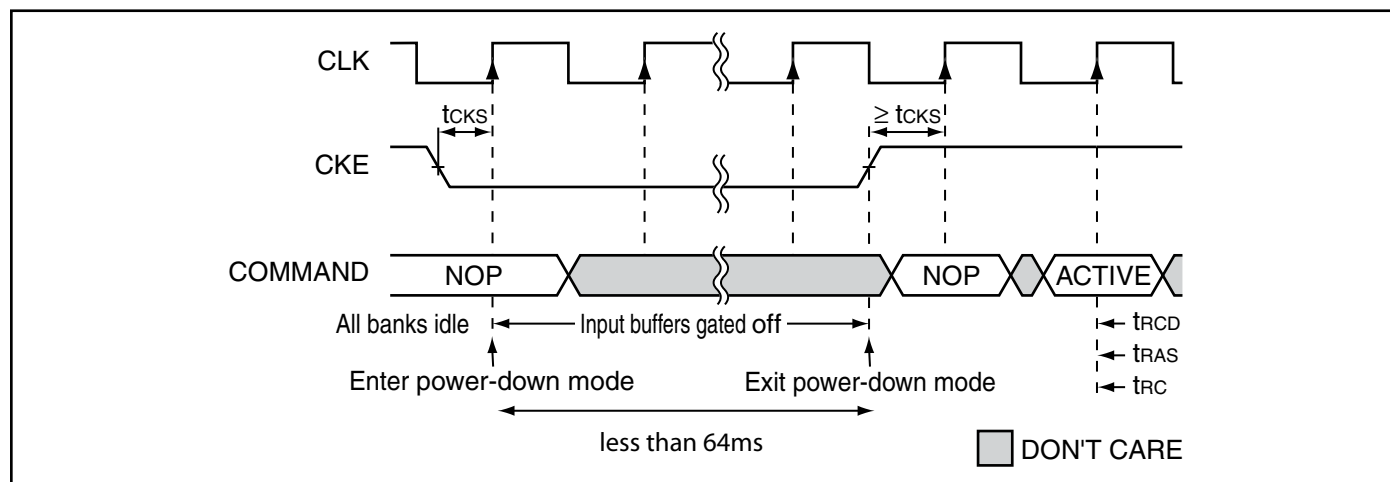 CLK
tCKS
≥ tCKS
CKE
COMMAND
NOP
NOP
ACTIVE
All banks idle
Input buffers gated off
tRCD
tRAS
tRC
Enter power-down mode
Exit power-down mode
less than 64ms
DON'T CARE